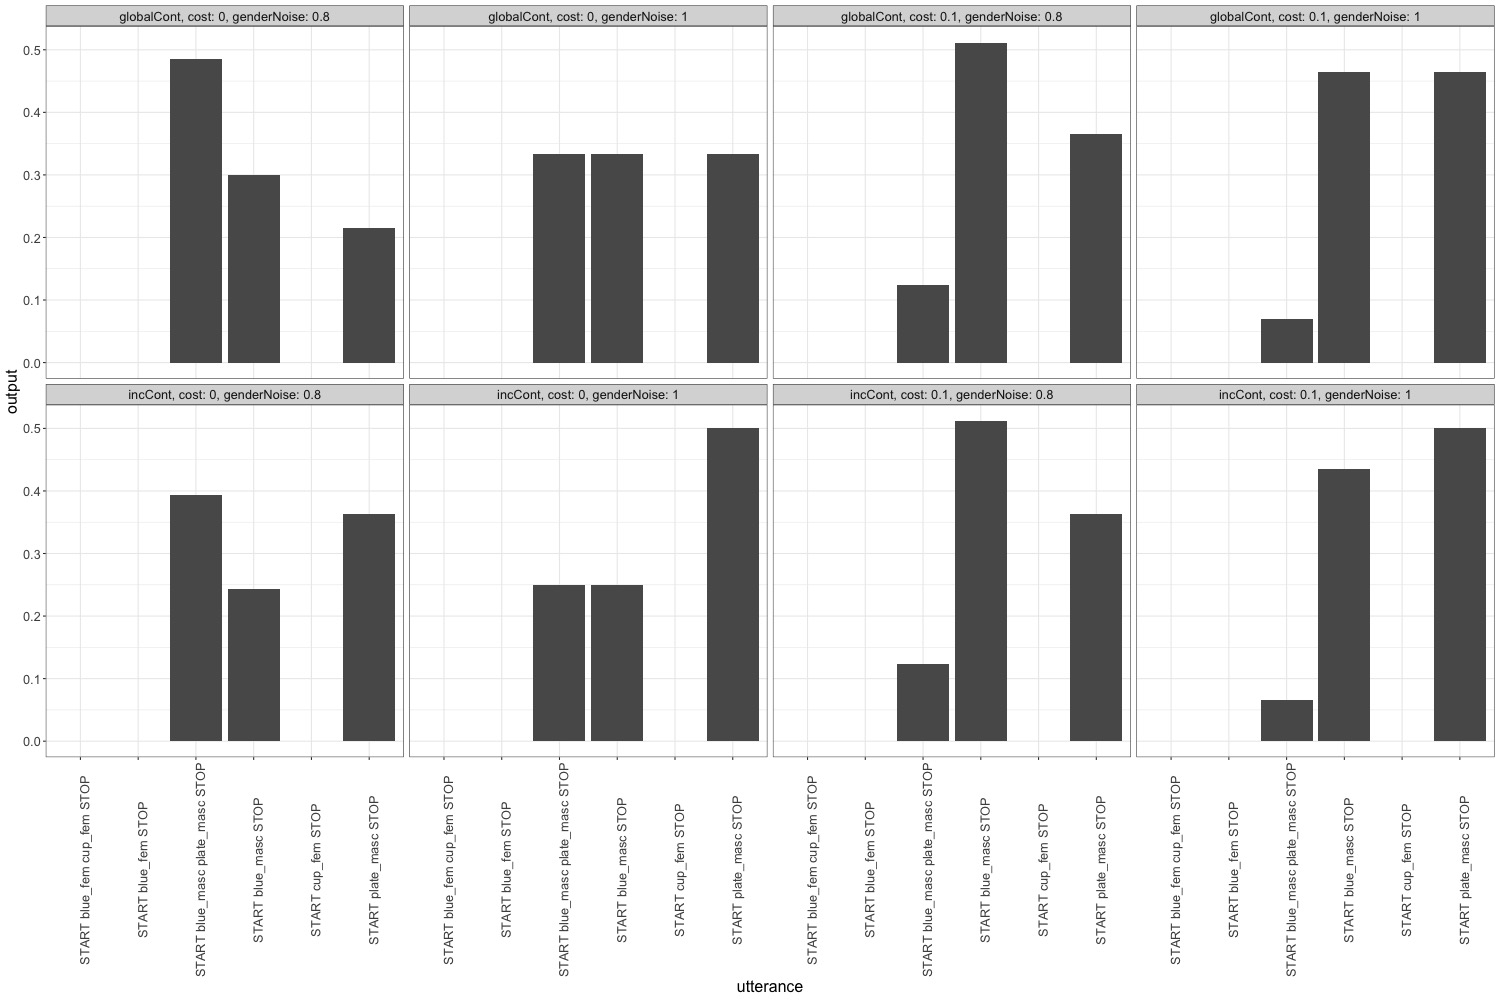 globalCont, cost: 0, genderNoise: 0.8
globalCont, cost: 0, genderNoise: 1
globalCont, cost: 0.1, genderNoise: 0.8
globalCont, cost: 0.1, genderNoise: 1
0.5
0.4
0.3
0.2
0.1
0.0
output
incCont, cost: 0, genderNoise: 0.8
incCont, cost: 0, genderNoise: 1
incCont, cost: 0.1, genderNoise: 0.8
incCont, cost: 0.1, genderNoise: 1
0.5
0.4
0.3
0.2
0.1
0.0
START blue_fem cup_fem STOP
START blue_fem STOP
START blue_masc plate_masc STOP
START blue_masc STOP
START cup_fem STOP
START plate_masc STOP
START blue_fem cup_fem STOP
START blue_fem STOP
START blue_masc plate_masc STOP
START blue_masc STOP
START cup_fem STOP
START plate_masc STOP
START blue_fem cup_fem STOP
START blue_fem STOP
START blue_masc plate_masc STOP
START blue_masc STOP
START cup_fem STOP
START plate_masc STOP
START blue_fem cup_fem STOP
START blue_fem STOP
START blue_masc plate_masc STOP
START blue_masc STOP
START cup_fem STOP
START plate_masc STOP
utterance